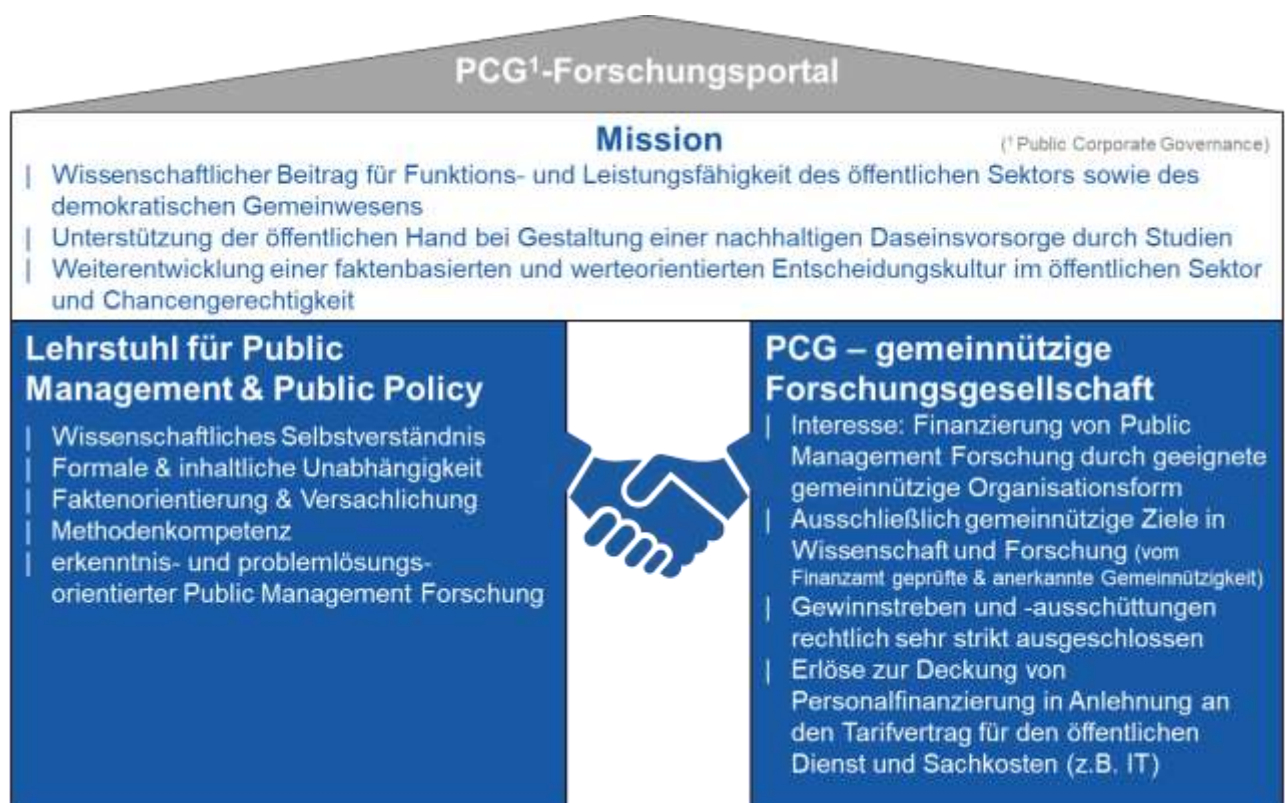 PCG¹-Forschungsportal
Mission
(¹ Public Corporate Governance)
| Wissenschaftlicher Beitrag für Funktions- und Leistungsfähigkeit des öffentlichen Sektors sowie des
demokratischen Gemeinwesens
| Unterstützung der öffentlichen Hand bei Gestaltung einer nachhaltigen Daseinsvorsorge durch Studien
| Weiterentwicklung einer faktenbasierten und werteorientierten Entscheidungskultur im öffentlichen Sektor
und Chancengerechtigkeit
Lehrstuhl für Public
Management & Public Policy
| Wissenschaftliches Selbstverständnis
| Formale & inhaltliche Unabhängigkeit
| Faktenorientierung & Versachlichung
| Methodenkompetenz
| erkenntnis- und problemlösungs-
orientierter Public Management Forschung
PCG – gemeinnützige
Forschungsgesellschaft
| Interesse: Finanzierung von Public
Management Forschung durch geeignete
gemeinnützige Organisationsform
| Ausschließlich gemeinnützige Ziele in
Wissenschaft und Forschung (vom
Finanzamt geprüfte & anerkannte Gemeinnützigkeit)
| Gewinnstreben und -ausschüttungen
rechtlich sehr strikt ausgeschlossen
| Erlöse zur Deckung von
Personalfinanzierung in Anlehnung an
den Tarifvertrag für den öffentlichen
Dienst und Sachkosten (z.B. IT)